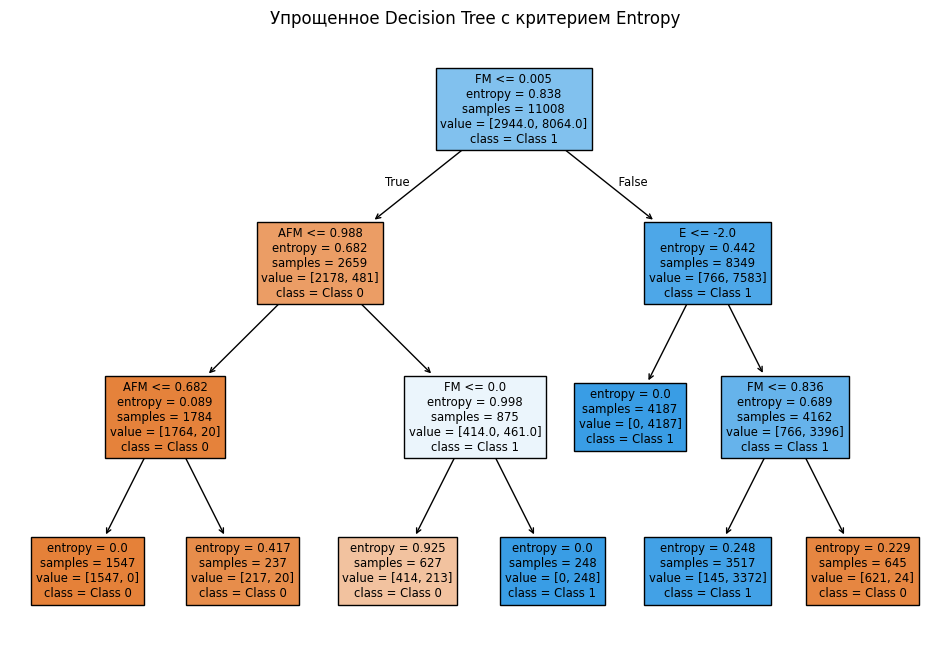 Упрощенное Decision Tree с критерием Entropy
FM <= 0.005
entropy = 0.838
samples = 11008
value = [2944.0, 8064.0]
class = Class 1
True
False
AFM <= 0.988
entropy = 0.682
samples = 2659
value = [2178, 481]
class = Class 0
E <= -2.0
entropy = 0.442
samples = 8349
value = [766, 7583]
class = Class 1
AFM <= 0.682
entropy = 0.089
samples = 1784
value = [1764, 20]
class = Class 0
FM <= 0.0
entropy = 0.998
samples = 875
value = [414.0, 461.0]
class = Class 1
entropy = 0.0
samples = 4187
value = [0, 4187]
class = Class 1
FM <= 0.836
entropy = 0.689
samples = 4162
value = [766, 3396]
class = Class 1
entropy = 0.0
samples = 1547
value = [1547, 0]
class = Class 0
entropy = 0.417
samples = 237
value = [217, 20]
class = Class 0
entropy = 0.925
samples = 627
value = [414, 213]
class = Class 0
entropy = 0.0
samples = 248
value = [0, 248]
class = Class 1
entropy = 0.248
samples = 3517
value = [145, 3372]
class = Class 1
entropy = 0.229
samples = 645
value = [621, 24]
class = Class 0